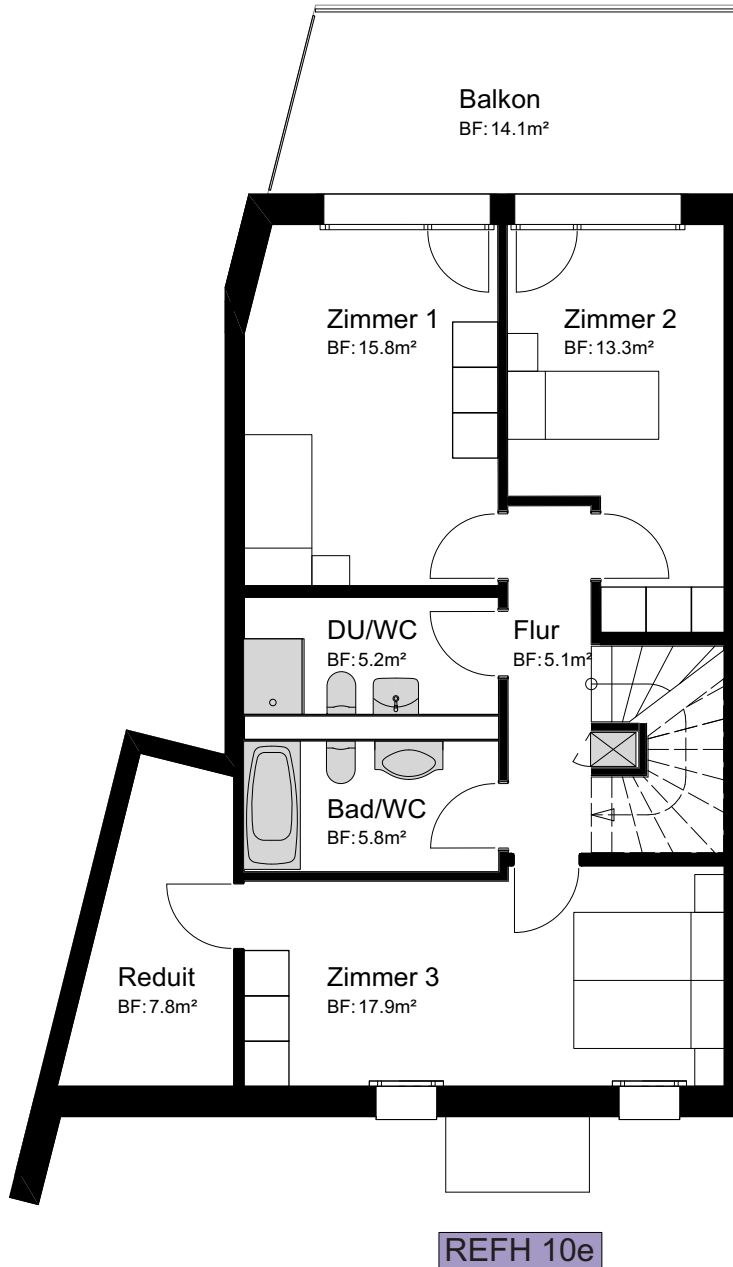 Balkon
BF: 14.1m²
Zimmer 1
BF: 15.8m²
Zimmer 2
BF: 13.3m²
DU/WC
BF: 5.2m²
Flur
BF: 5.1m²
Bad/WC
BF: 5.8m²
Reduit
BF: 7.8m²
Zimmer 3
BF: 17.9m²
REFH 10e